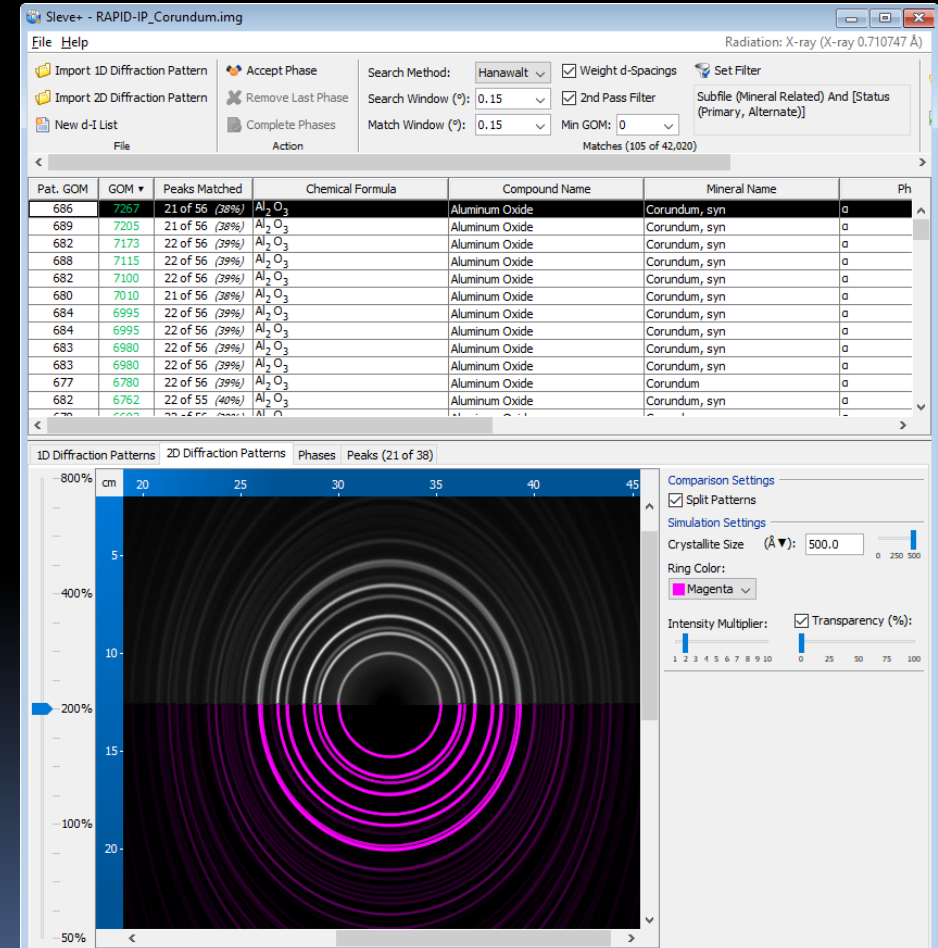 Sleve+ - RAPID-IP_Corundum.img
File Help
Radiation: X-ray (X-ray 0.710747 Å)
Import 1D Diffraction Pattern
Import 2D Diffraction Pattern
New d-I List
File
Accept Phase
Remove Last Phase
Complete Phases
Action
Search Method: Hanawalt
Weight d-Spacings
Set Filter
Search Window (°): 0.15
2nd Pass Filter
Subfile (Mineral Related) And [Status
(Primary, Alternate)]
Match Window (°): 0.15
Min GOM: 0
Matches (105 of 42,020)
Pat. GOM GOM ▼ Peaks Matched Chemical Formula Compound Name Mineral Name Ph
686 7267 21 of 56 (38%) Al2O3 Aluminum Oxide Corundum, syn α
689 7205 21 of 56 (38%) Al2O3 Aluminum Oxide Corundum, syn α
682 7173 22 of 56 (39%) Al2O3 Aluminum Oxide Corundum, syn α
688 7115 22 of 56 (39%) Al2O3 Aluminum Oxide Corundum, syn α
682 7100 22 of 56 (39%) Al2O3 Aluminum Oxide Corundum, syn α
680 7010 21 of 56 (38%) Al2O3 Aluminum Oxide Corundum, syn α
684 6995 22 of 56 (39%) Al2O3 Aluminum Oxide Corundum, syn α
684 6995 22 of 56 (39%) Al2O3 Aluminum Oxide Corundum, syn α
683 6980 22 of 56 (39%) Al2O3 Aluminum Oxide Corundum, syn α
683 6980 22 of 56 (39%) Al2O3 Aluminum Oxide Corundum, syn α
677 6780 22 of 56 (39%) Al2O3 Aluminum Oxide Corundum α
682 6762 22 of 55 (40%) Al2O3 Aluminum Oxide Corundum, syn α
1D Diffraction Patterns 2D Diffraction Patterns Phases Peaks (21 of 38)
800%
400%
200%
100%
50%
cm 20 25 30 35 40 45
5
10
15
20
Comparison Settings
Split Patterns
Simulation Settings
Crystallite Size (Å▼): 500.0
0 250 500
Ring Color:
Magenta
Intensity Multiplier:
1 2 3 4 5 6 7 8 9 10
Transparency (%):
0 25 50 75 100